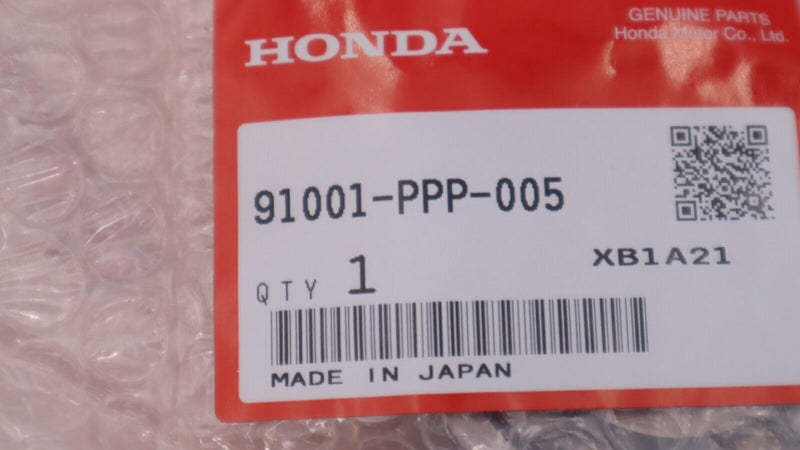 HONDA
GENUINE PARTS
Honda Motor Co., Ltd.
91001-PPP-005
XB1A21
QTY 1
MADE IN JAPAN